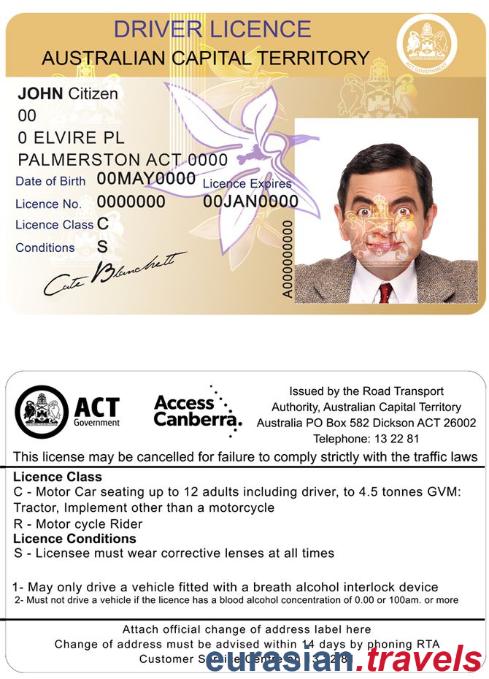 DRIVER LICENCE
AUSTRALIAN CAPITAL TERRITORY
JOHN Citizen
00
0 ELVIRE PL
PALMERSTON ACT 0000
Date of Birth 00MAY0000 Licence Expires
Licence No. 0000000 00JAN0000
Licence Class C
Conditions S
Cate Blanchett
A000000000
ACT
Government
Access
Canberra.
Issued by the Road Transport
Authority, Australian Capital Territory
Australia PO Box 582 Dickson ACT 26002
Telephone: 13 22 81
This license may be cancelled for failure to comply strictly with the traffic laws
Licence Class
C - Motor Car seating up to 12 adults including driver, to 4.5 tonnes GVM:
Tractor, Implement other than a motorcycle
R - Motor cycle Rider
Licence Conditions
S - Licensee must wear corrective lenses at all times
1- May only drive a vehicle fitted with a breath alcohol interlock device
2- Must not drive a vehicle if the licence has a blood alcohol concentration of 0.00 or 100am. or more
Attach official change of address label here
Change of address must be advised within 14 days by phoning RTA
Customer
eurasian.travels